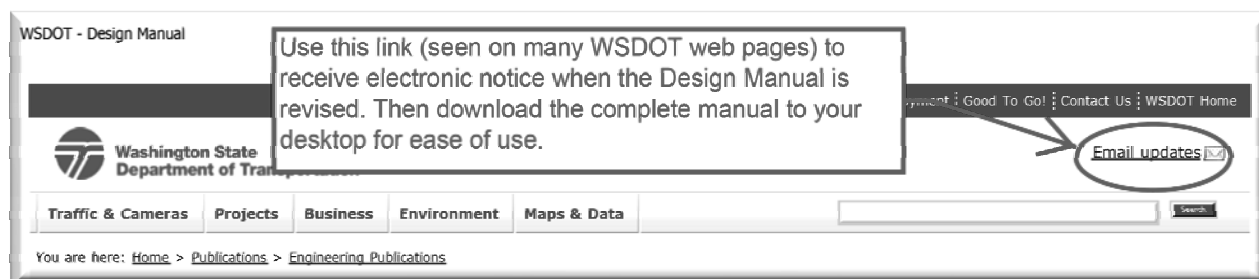 WSDOT - Design Manual
Use this link (seen on many WSDOT web pages) to
receive electronic notice when the Design Manual is
revised. Then download the complete manual to your
desktop for ease of use.
Good To Go! Contact Us WSDOT Home
Washington State
Department of
Email updates
Traffic & Cameras Projects Business Environment Maps & Data
Search
You are here: Home > Publications > Engineering Publications